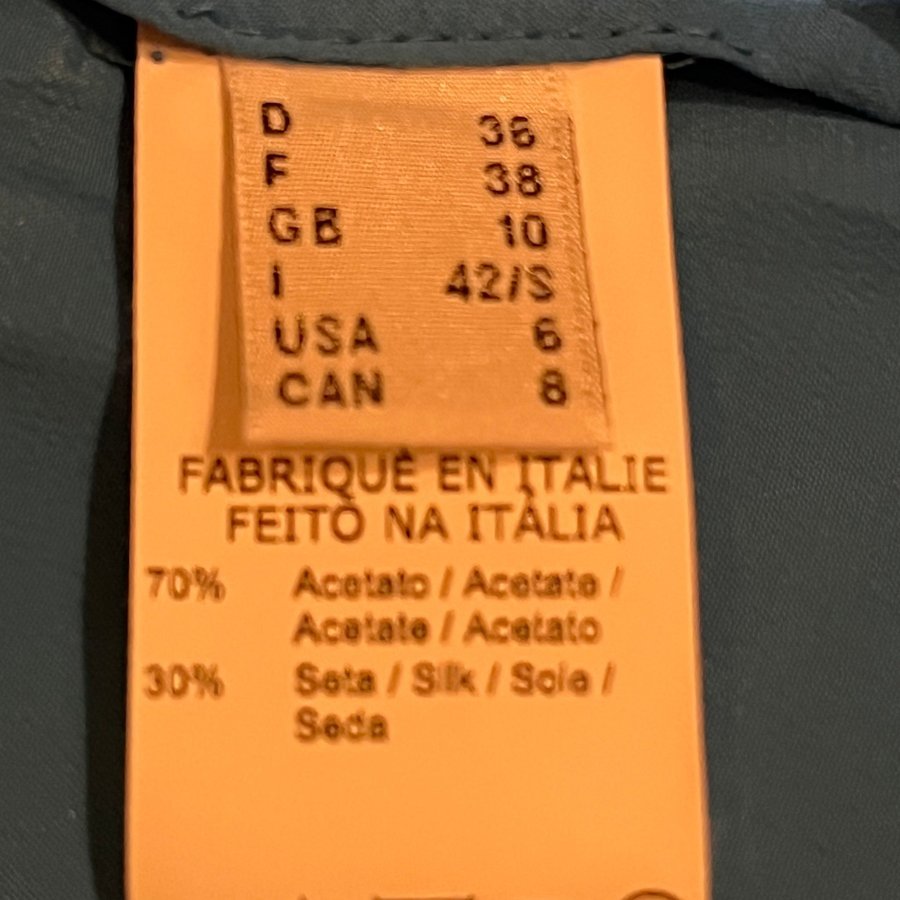 D 36
F 38
GB 10
I 42/S
USA 6
CAN 8
FABRIQUÉ EN ITALIE
FEITO NA ITÁLIA
70% Acetato / Acetate /
Acetate / Acetato
30% Seta / Silk / Soie /
Seda